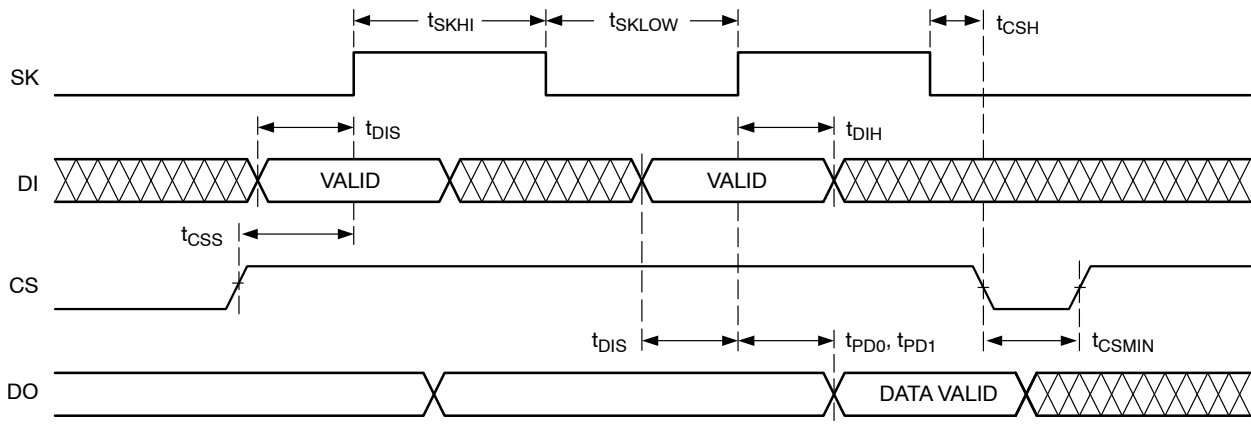 tSKHI
tSKLOW
tCSH
SK
tDIS
tDIH
DI
VALID
VALID
tCSS
CS
tDIS
tPD0, tPD1
tCSMIN
DO
DATA VALID